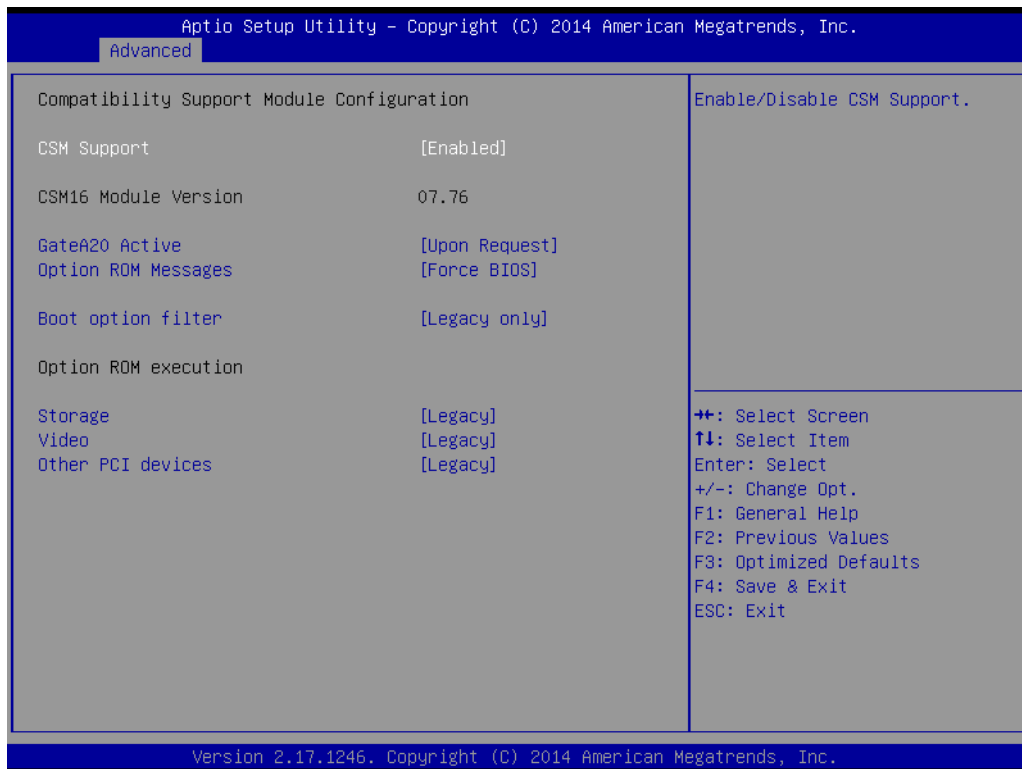 Aptio Setup Utility – Copyright (C) 2014 American Megatrends, Inc.
Advanced
Compatibility Support Module Configuration
CSM Support [Enabled]
CSM16 Module Version 07.76
GateA20 Active [Upon Request]
Option ROM Messages [Force BIOS]
Boot option filter [Legacy only]
Option ROM execution
Storage [Legacy]
Video [Legacy]
Other PCI devices [Legacy]
Enable/Disable CSM Support.
→←: Select Screen
↑↓: Select Item
Enter: Select
+/-: Change Opt.
F1: General Help
F2: Previous Values
F3: Optimized Defaults
F4: Save & Exit
ESC: Exit
Version 2.17.1246. Copyright (C) 2014 American Megatrends, Inc.